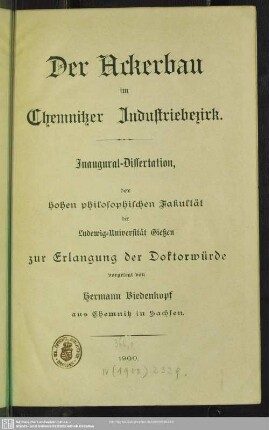 Der Ackerbau
im
Chemnitzer Industriebezirk.
Inaugural-Dissertation,
der
hohen philosophischen Fakultät
der
Ludewig-Universität Gießen
zur Erlangung der Doktorwürde
vorgelegt von
Hermann Biedenkopf
aus Chemnitz in Sachsen.
1900